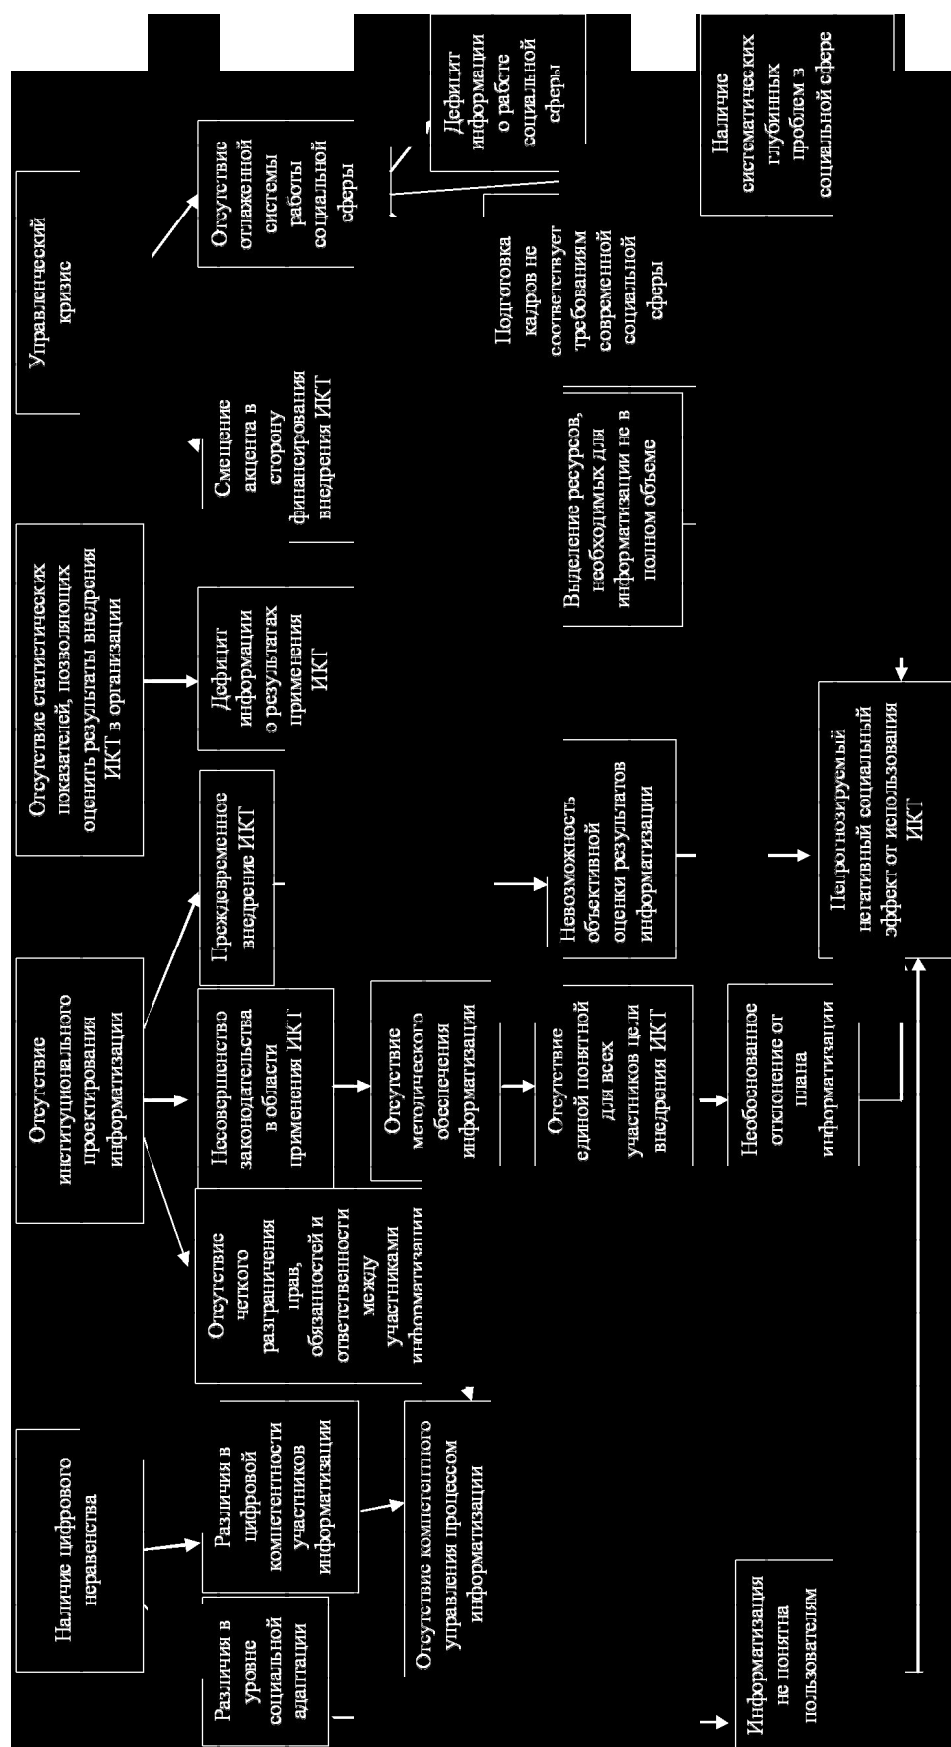 Наличие цифрового
неравенства
Отсутствие
институционального
проектирования
информатизации
Отсутствие статистических
показателей, позволяющих
оценить результаты внедрения
ИКТ в организации
Управленческий
кризис
Различия в
уровне
социальной
адаптации
Различия в
цифровой
компетентности
участников
информатизации
Отсутствие
четкого
разграничения
прав,
обязанностей и
ответственности
между
участниками
информатизации
Несовершенство
законодательства
в области
применения ИКТ
Преждевременное
внедрение ИКТ
Дефицит
информации
о результатах
применения
ИКТ
Смещение
акцента в
сторону
финансирования
внедрения ИКТ
Отсутствие
отлаженной
системы
работы
социальной
сферы
Отсутствие компетентного
управления процессом
информатизации
Отсутствие
методического
обеспечения
информатизации
Дефицит
информации
о работе
социальной
сферы
Подготовка
кадров не
соответствует
требованиям
современной
социальной
сферы
Отсутствие
единой понятной
для всех
участников цели
внедрения ИКТ
Невозможность
объективной
оценки результатов
информатизации
Выделение ресурсов,
необходимых для
информатизации не в
полном объеме
Информатизация
не понятна
пользователям
Необоснованное
отклонение от
плана
информатизации
Наличие
систематических
глубинных
проблем в
социальной сфере
Непрогнозируемый
негативный социальный
эффект от использования
ИКТ